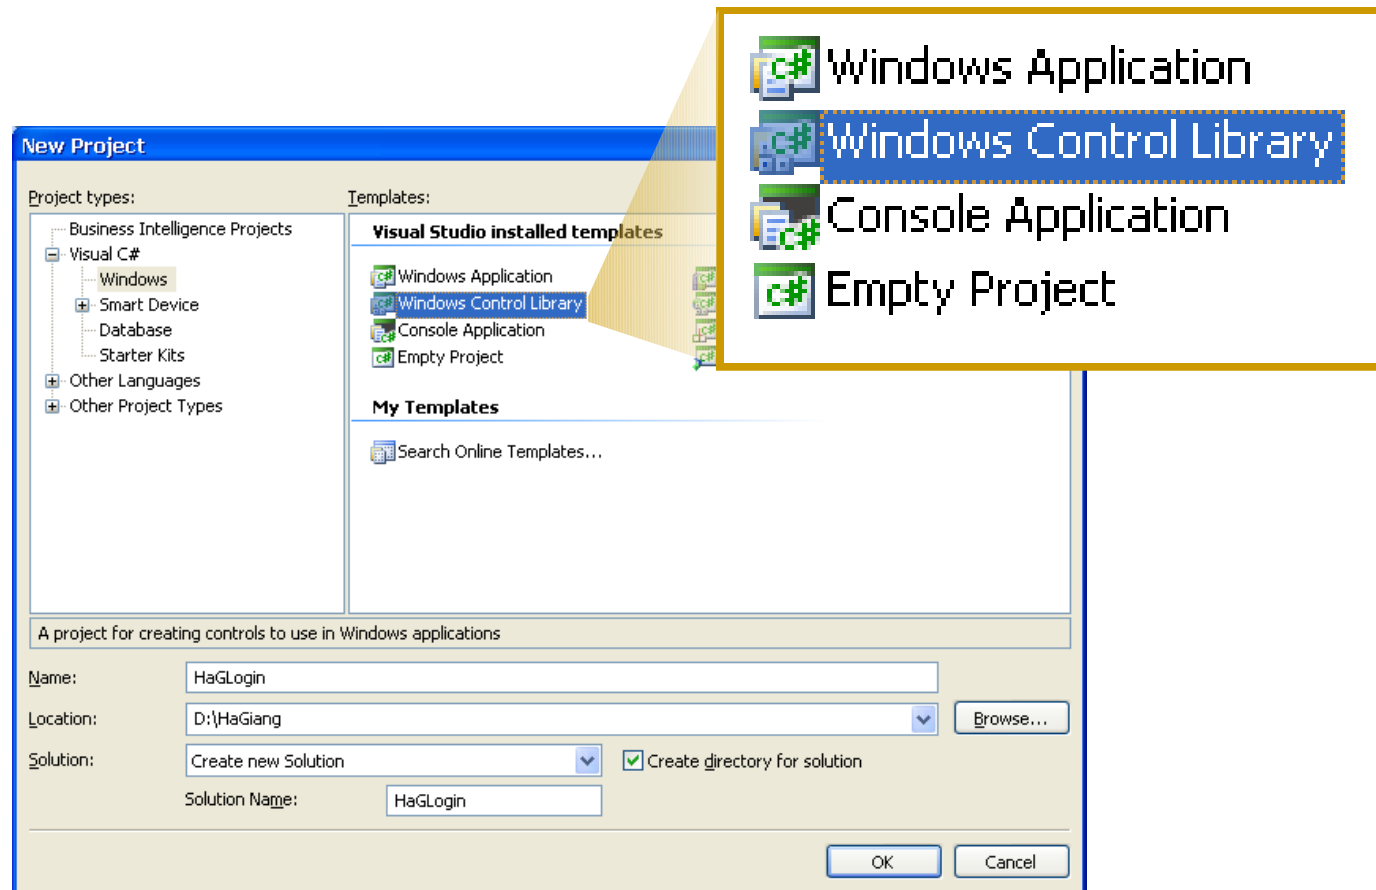 Windows Application
Windows Control Library
Console Application
Empty Project
New Project
Project types:
Templates:
Business Intelligence Projects
Visual C#
Windows
Smart Device
Database
Starter Kits
Other Languages
Other Project Types
Visual Studio installed templates
Windows Application
Windows Control Library
Console Application
Empty Project
My Templates
Search Online Templates...
A project for creating controls to use in Windows applications
Name: HaGLogin
Location: D:\HaGiang Browse...
Solution: Create new Solution Create directory for solution
Solution Name: HaGLogin
OK Cancel